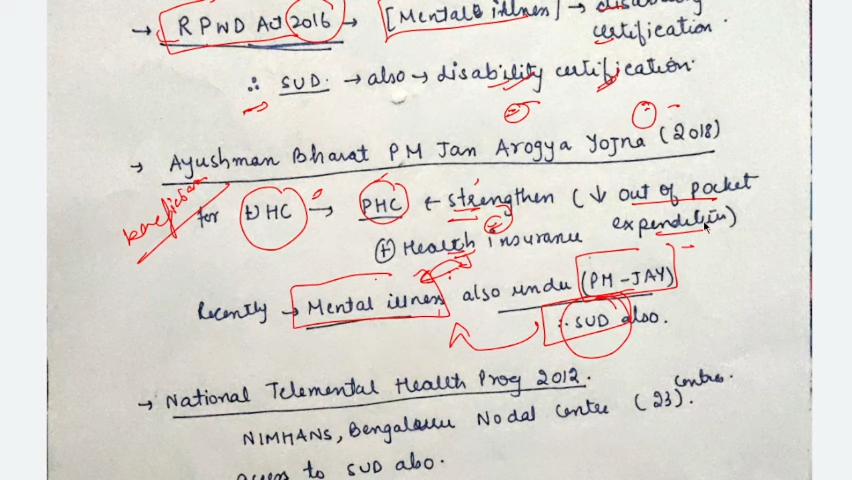 → RPWD Act 2016 → [Mental illness] → disability
certification.
∴ SUD. → also → disability certification.
→ Ayushman Bharat PM Jan Arogya Yojna (2018)
beneficiary
for UHC → PHC ← strengthen (↓ out of pocket
expenditure)
(+) Health insurance
Recently → Mental illness also under (PM-JAY)
∴ SUD also.
→ National Telemental Health Prog 2012.
NIMHANS, Bengaluru Nodal Centre (23) centres.
access to SUD also.